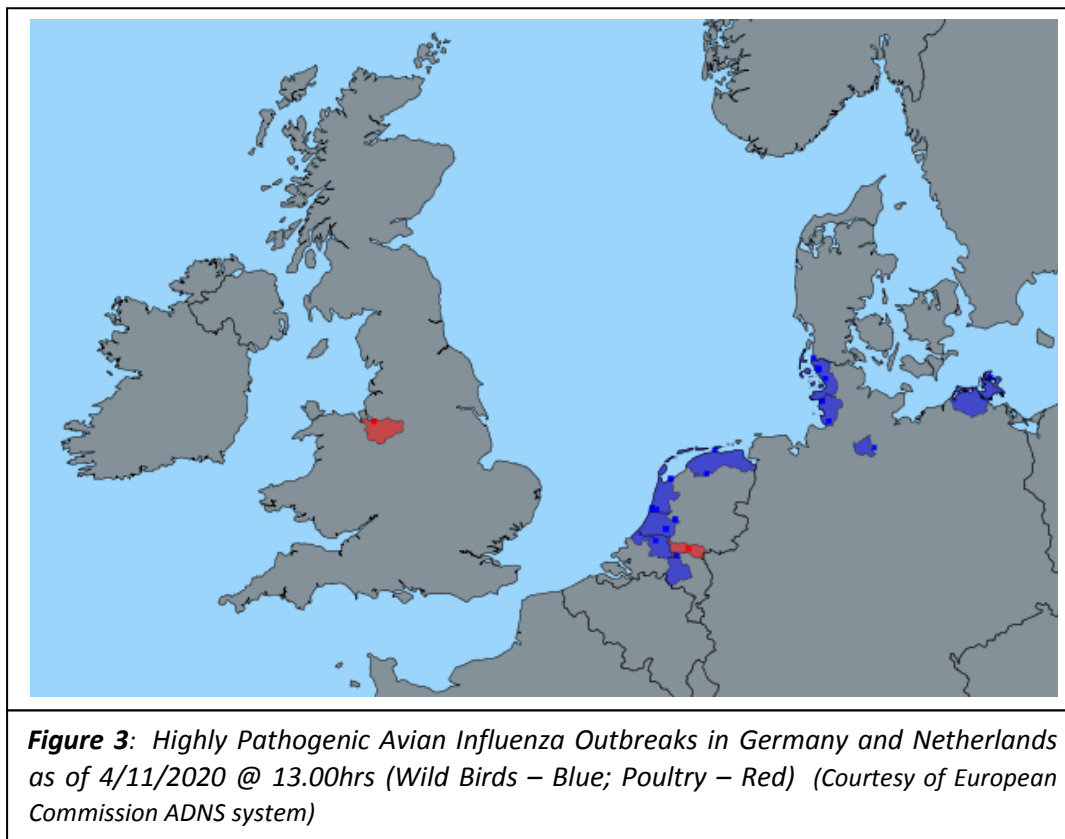 Figure 3: Highly Pathogenic Avian Influenza Outbreaks in Germany and Netherlands
as of 4/11/2020 @ 13.00hrs (Wild Birds – Blue; Poultry – Red) (Courtesy of European
Commission ADNS system)